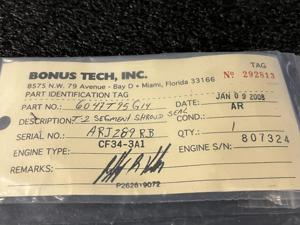 TAG
BONUS TECH, INC.
8575 N.W. 79 Avenue - Bay D • Miami, Florida 33166
PART IDENTIFICATION TAG
Nº 292813
PART NO.: 6047T95G14
DATE: JAN 09 2008
DESCRIPTION: T-2 SEGMENT SHROUD SEAL
COND.: AR
SERIAL NO.: ARJ289RB
QTY.: 1
ENGINE TYPE: CF34-3A1
ENGINE S/N: 807324
REMARKS:
P262619072